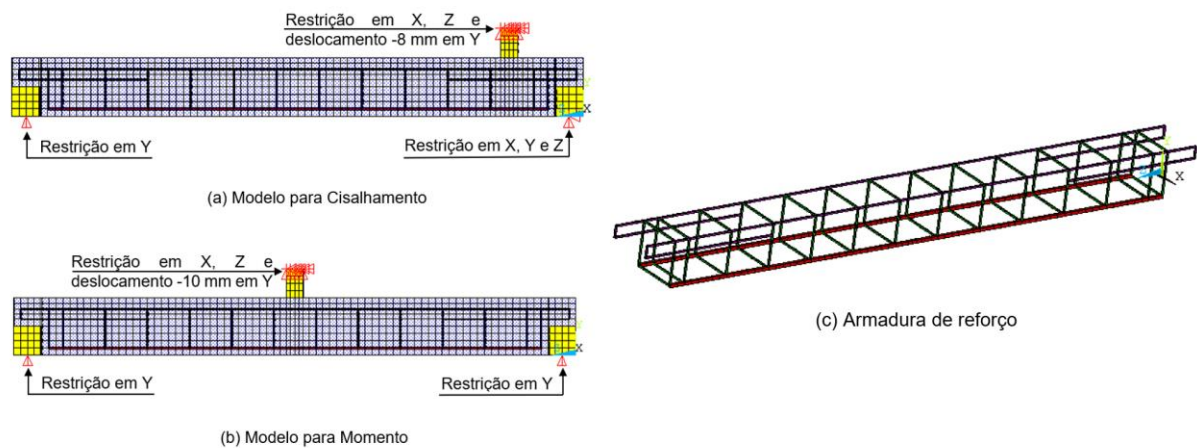 Restrição em X, Z e
deslocamento -8 mm em Y
X
Restrição em Y
Restrição em X, Y e Z
(a) Modelo para Cisalhamento
Restrição em X, Z e
deslocamento -10 mm em Y
X
Restrição em Y
Restrição em Y
(b) Modelo para Momento
X
(c) Armadura de reforço